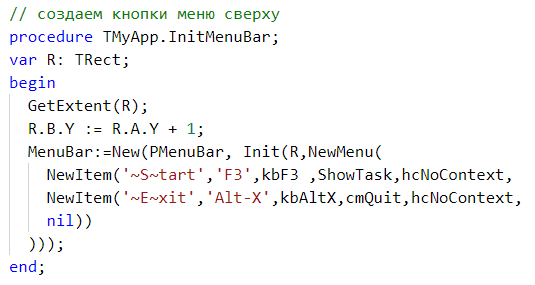 // создаем кнопки меню сверху
procedure TMyApp.InitMenuBar;
var R: TRect;
begin
  GetExtent(R);
  R.B.Y := R.A.Y + 1;
  MenuBar:=New(PMenuBar, Init(R,NewMenu(
    NewItem('~S~tart','F3',kbF3 ,ShowTask,hcNoContext,
    NewItem('~E~xit','Alt-X',kbAltX,cmQuit,hcNoContext,
    nil))
  )));
end;